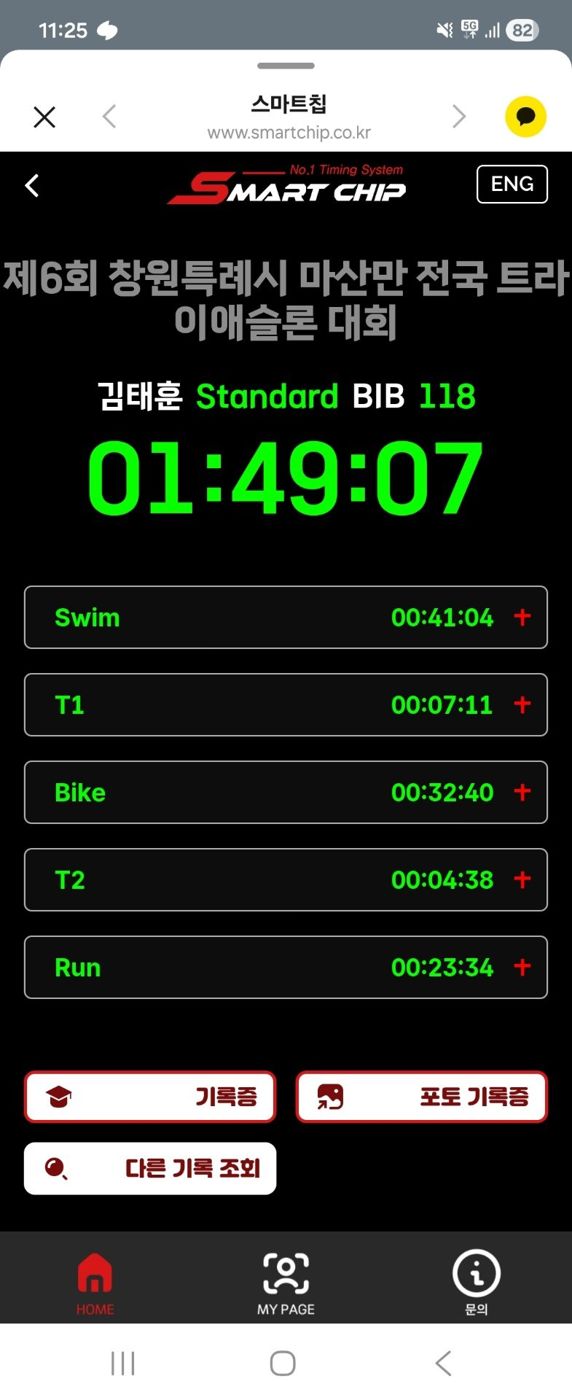 11:25
5G
82
스마트칩
www.smartchip.co.kr
No.1 Timing System
SMART CHIP
ENG
제6회 창원특례시 마산만 전국 트라
이애슬론 대회
김태훈 Standard BIB 118
01:49:07
Swim 00:41:04 +
T1 00:07:11 +
Bike 00:32:40 +
T2 00:04:38 +
Run 00:23:34 +
기록증
포토 기록증
다른 기록 조회
HOME
MY PAGE
문의